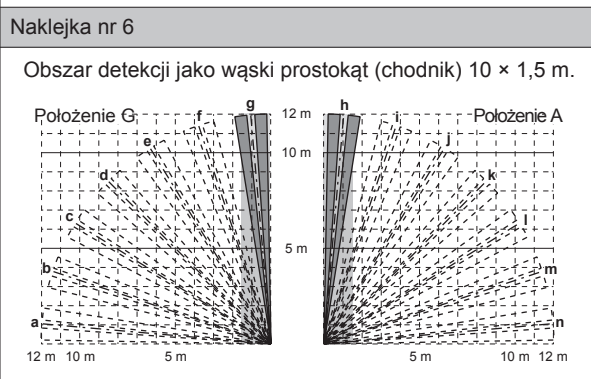 Naklejka nr 6
Obszar detekcji jako wąski prostokąt (chodnik) 10 × 1,5 m.
Położenie G
f
g
12 m
h
i
Położenie A
e
10 m
j
d
k
c
l
5 m
b
m
a
n
12 m 10 m 5 m
5 m 10 m 12 m